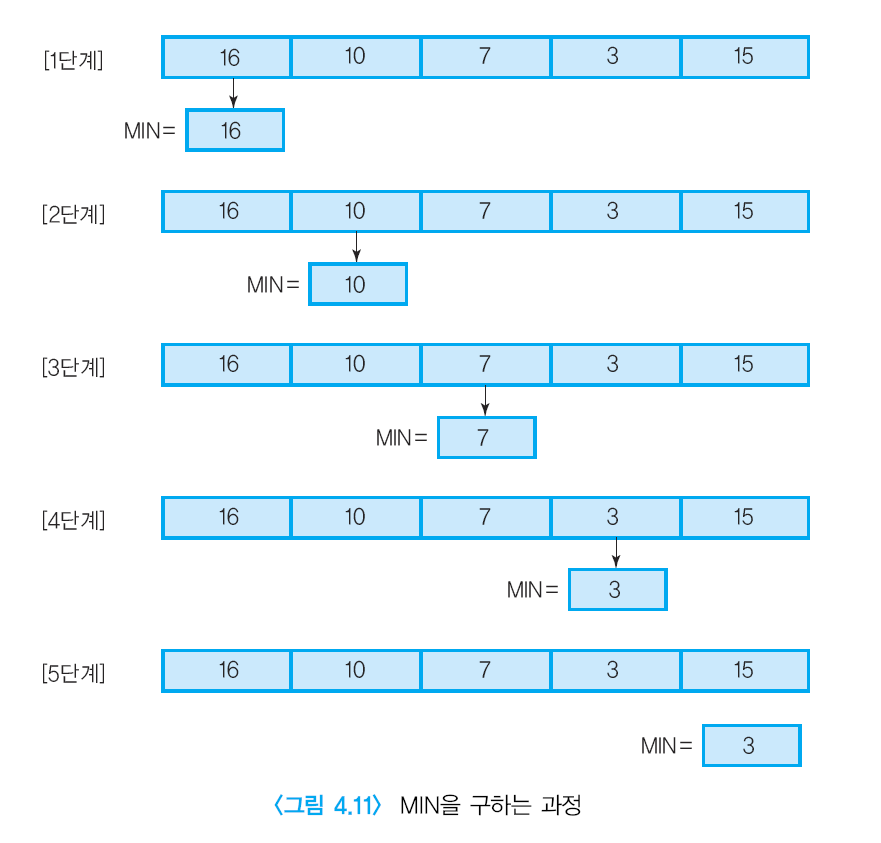 [1단계] 16 10 7 3 15
MIN= 16
[2단계] 16 10 7 3 15
MIN= 10
[3단계] 16 10 7 3 15
MIN= 7
[4단계] 16 10 7 3 15
MIN= 3
[5단계] 16 10 7 3 15
MIN= 3
〈그림 4.11〉 MIN을 구하는 과정